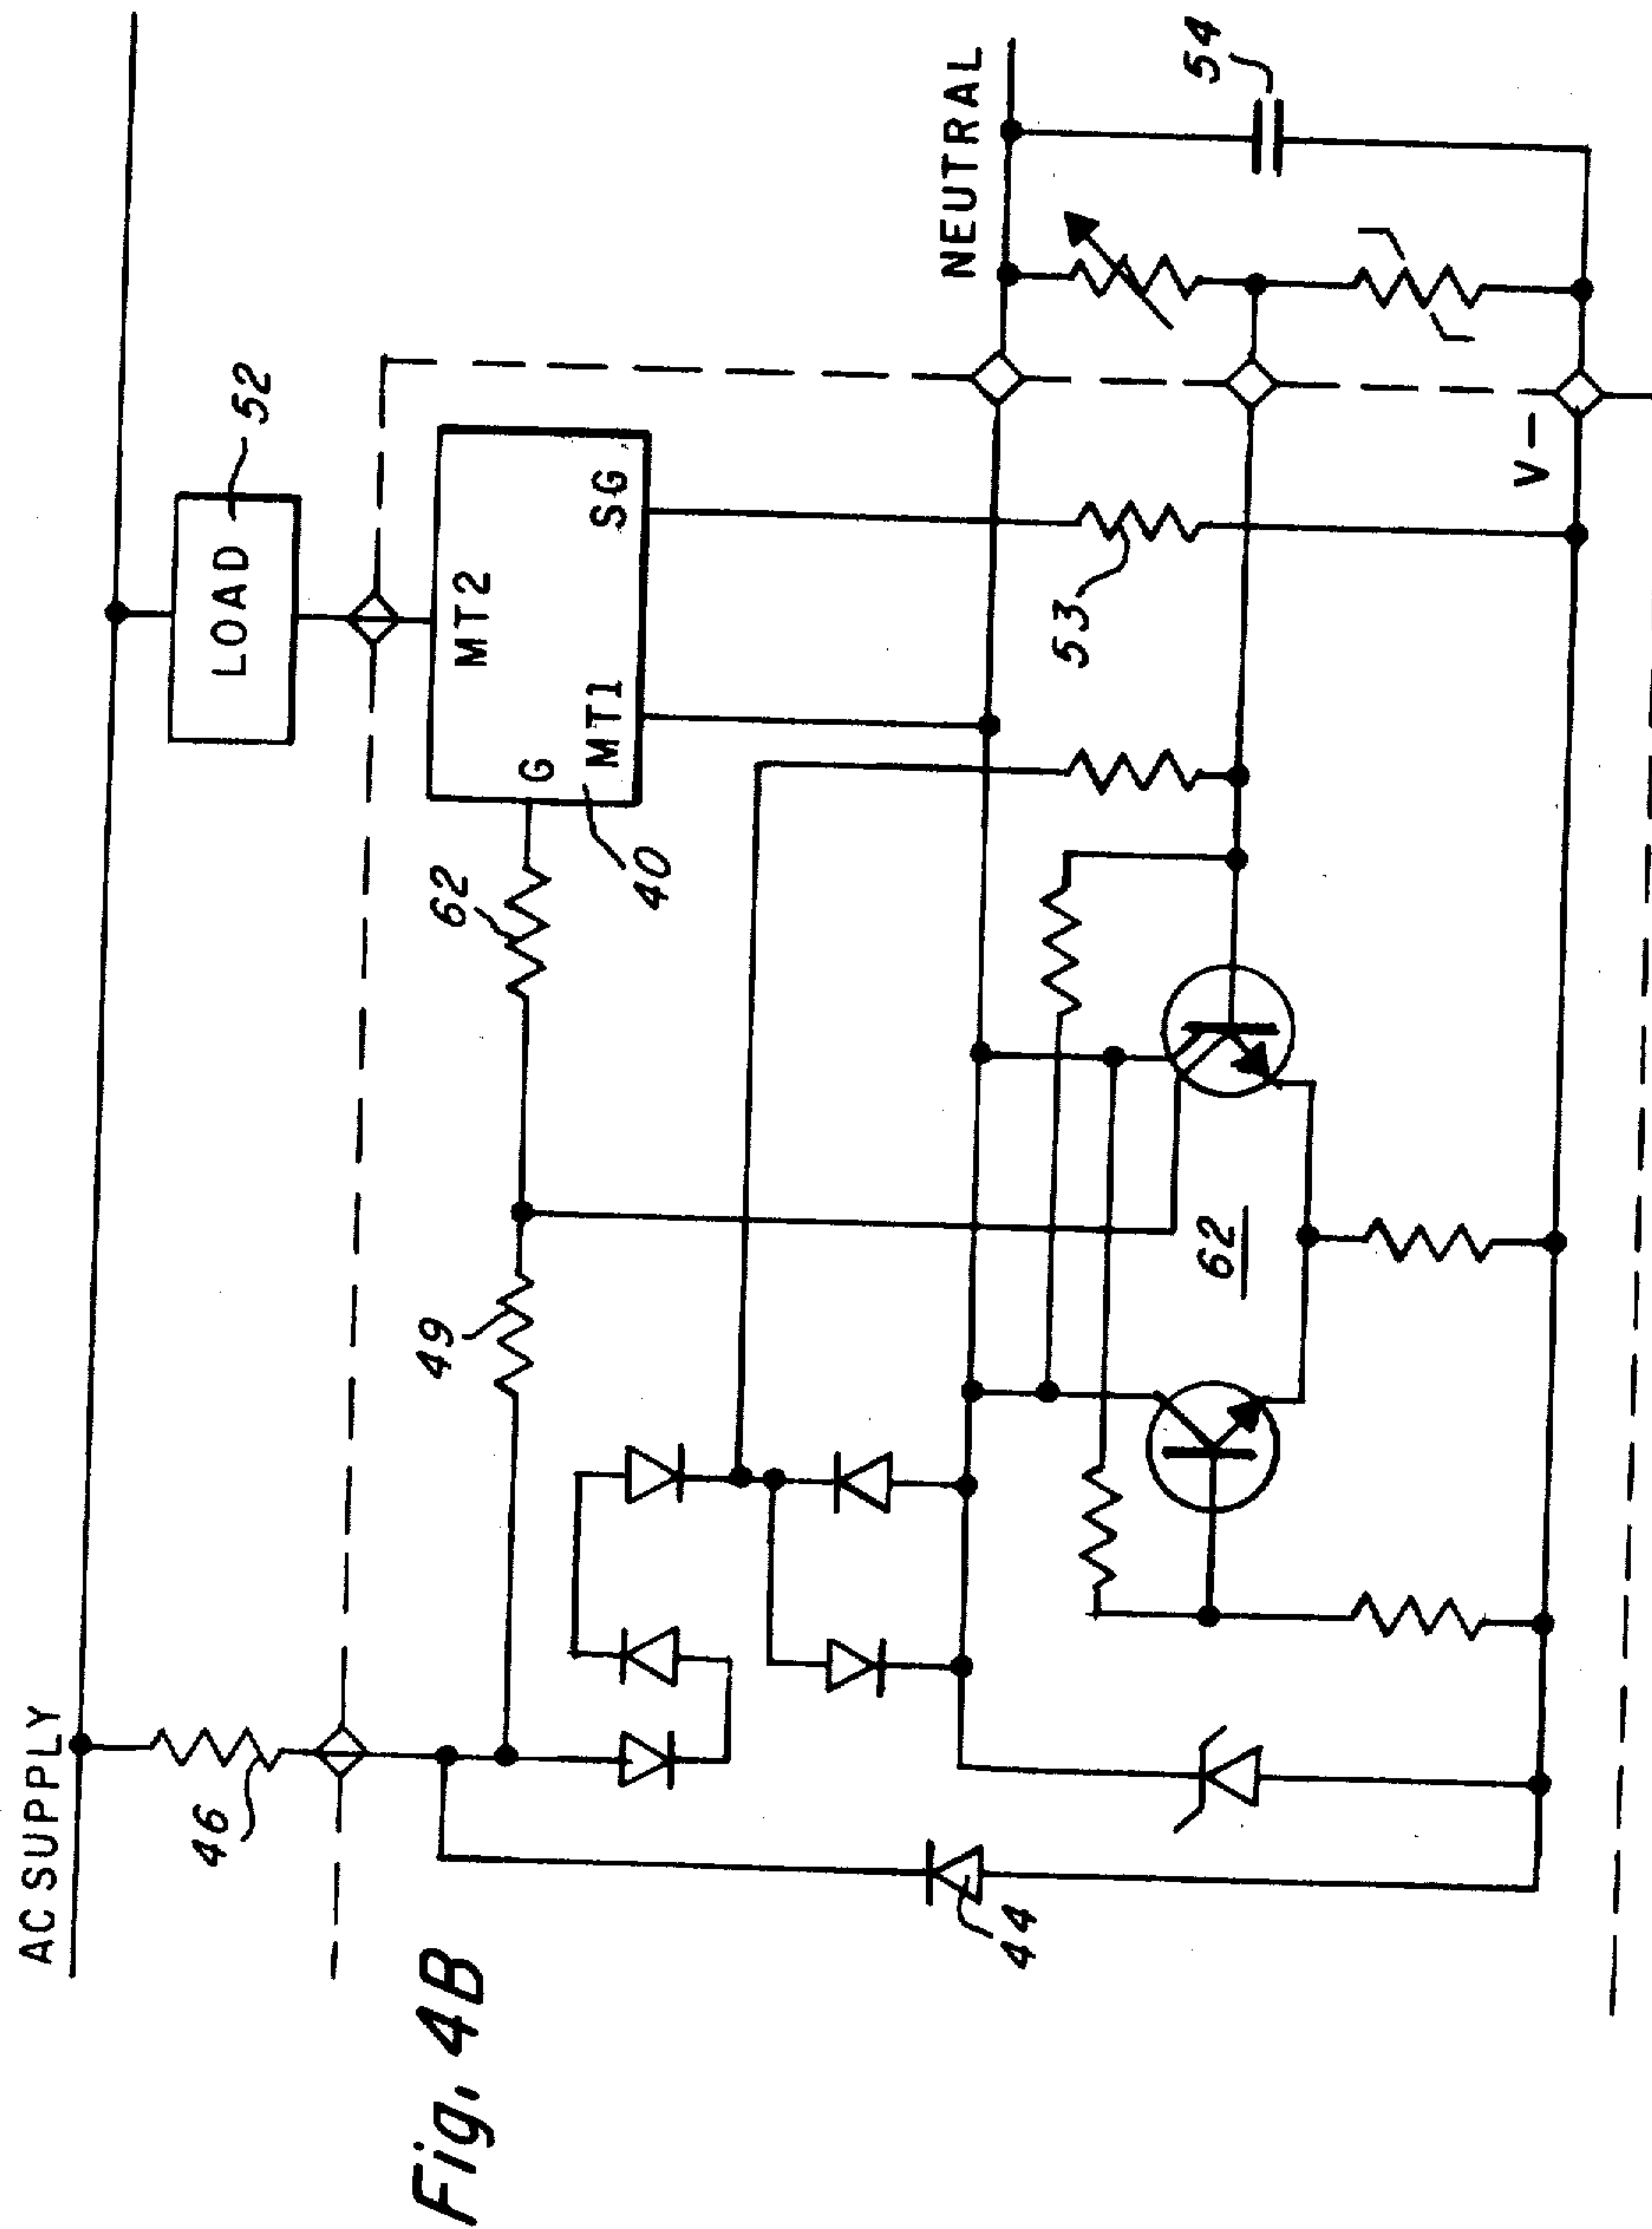 AC SUPPLY
46
LOAD
52
MT2
G
MT1
SG
40
62
49
NEUTRAL
54
53
62
V-
44
Fig. 4B